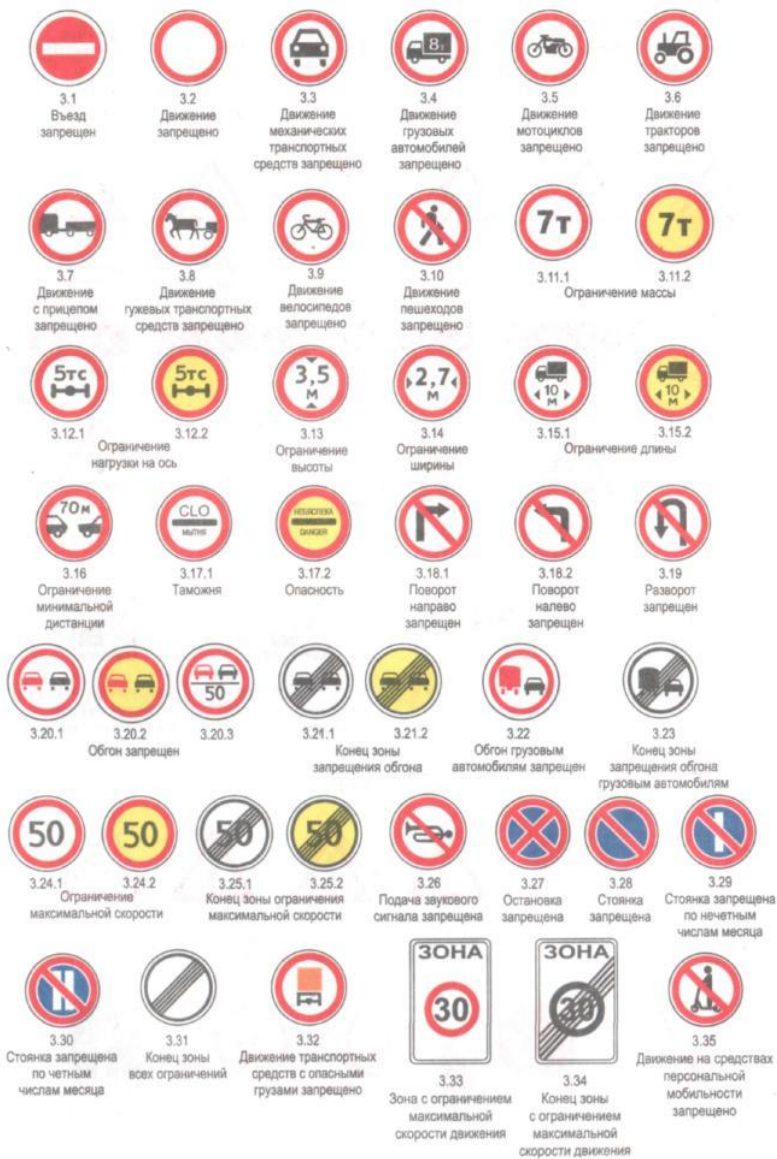 8т
3.1
Въезд
запрещен
3.2
Движение
запрещено
3.3
Движение
механических
транспортных
средств запрещено
3.4
Движение
грузовых
автомобилей
запрещено
3.5
Движение
мотоциклов
запрещено
3.6
Движение
тракторов
запрещено
3.7
Движение
с прицепом
запрещено
3.8
Движение
гужевых транспортных
средств запрещено
3.9
Движение
велосипедов
запрещено
3.10
Движение
пешеходов
запрещено
7т
3.11.1
7т
3.11.2
Ограничение массы
5тс
3.12.1
5тс
3.12.2
Ограничение
нагрузки на ось
3,5
м
3.13
Ограничение
высоты
2,7
м
3.14
Ограничение
ширины
10
м
3.15.1
10
м
3.15.2
Ограничение длины
70м
3.16
Ограничение
минимальной
дистанции
CLO
МЫТНЯ
3.17.1
Таможня
НЕБЯСПЕКА
DANGER
3.17.2
Опасность
3.18.1
Поворот
направо
запрещен
3.18.2
Поворот
налево
запрещен
3.19
Разворот
запрещен
3.20.1
3.20.2
50
3.20.3
Обгон запрещен
3.21.1
3.21.2
Конец зоны
запрещения обгона
3.22
Обгон грузовым
автомобилям запрещен
3.23
Конец зоны
запрещения обгона
грузовым автомобилям
50
3.24.1
50
3.24.2
Ограничение
максимальной скорости
50
3.25.1
50
3.25.2
Конец зоны ограничения
максимальной скорости
3.26
Подача звукового
сигнала запрещена
3.27
Остановка
запрещена
3.28
Стоянка
запрещена
3.29
Стоянка запрещена
по нечетным
числам месяца
3.30
Стоянка запрещена
по четным
числам месяца
3.31
Конец зоны
всех ограничений
3.32
Движение транспортных
средств с опасными
грузами запрещено
ЗОНА
30
3.33
Зона с ограничением
максимальной
скорости движения
ЗОНА
30
3.34
Конец зоны
с ограничением
максимальной
скорости движения
3.35
Движение на средствах
персональной
мобильности
запрещено